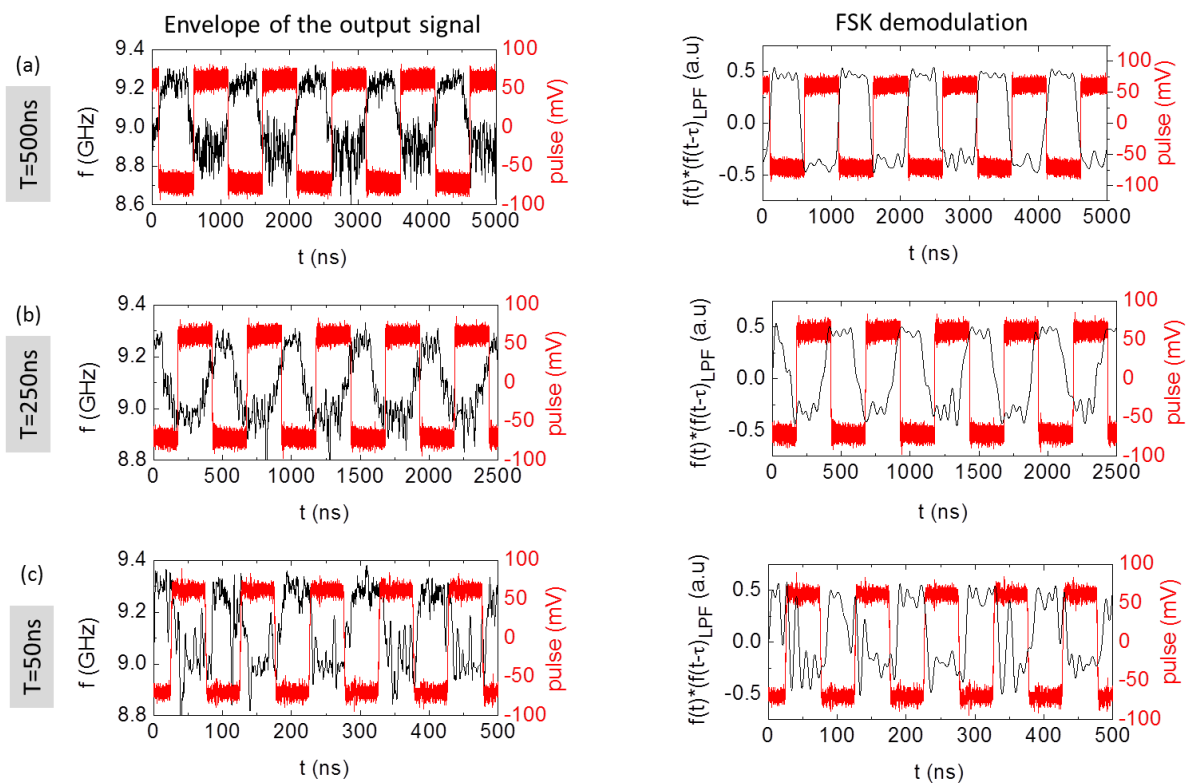 Envelope of the output signal
FSK demodulation
(a)
T=500ns
9.4
9.2
9.0
8.8
8.6
f (GHz)
100
50
0
-50
-100
pulse (mV)
0 1000 2000 3000 4000 5000
t (ns)
0.5
0.0
-0.5
f(t)*(f(t-τ)LPF (a.u)
100
50
0
-50
-100
pulse (mV)
0 1000 2000 3000 4000 5000
t (ns)
(b)
T=250ns
9.4
9.2
9.0
8.8
f (GHz)
100
50
0
-50
-100
pulse (mV)
0 500 1000 1500 2000 2500
t (ns)
0.5
0.0
-0.5
f(t)*(f(t-τ)LPF (a.u)
100
50
0
-50
-100
pulse (mV)
0 500 1000 1500 2000 2500
t (ns)
(c)
T=50ns
9.4
9.2
9.0
8.8
f (GHz)
100
50
0
-50
-100
pulse (mV)
0 100 200 300 400 500
t (ns)
0.5
0.0
-0.5
f(t)*(f(t-τ)LPF (a.u)
100
50
0
-50
-100
pulse (mV)
0 100 200 300 400 500
t (ns)